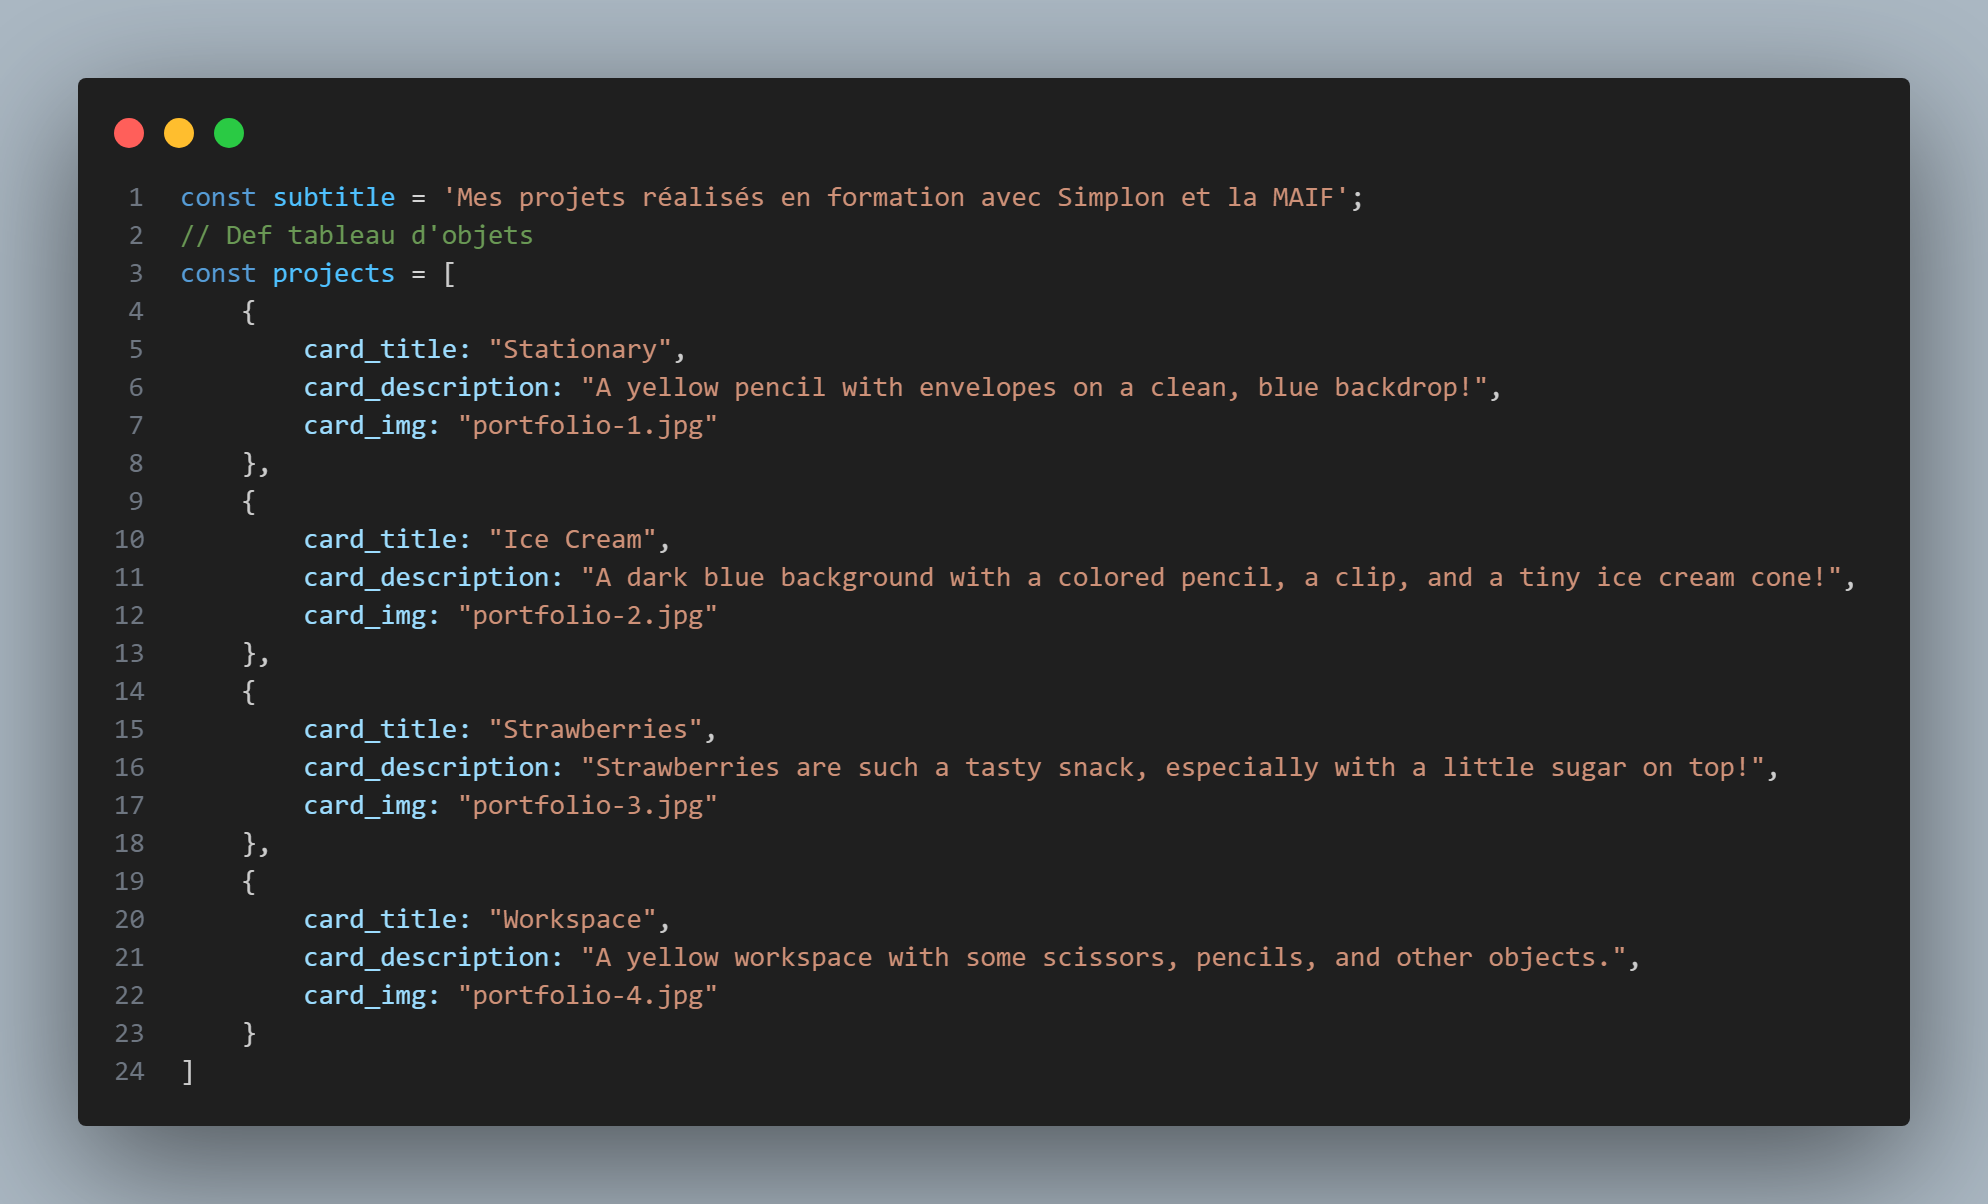 1 const subtitle = 'Mes projets réalisés en formation avec Simplon et la MAIF';
2 // Def tableau d'objets
3 const projects = [
4     {
5         card_title: "Stationary",
6         card_description: "A yellow pencil with envelopes on a clean, blue backdrop!",
7         card_img: "portfolio-1.jpg"
8     },
9     {
10         card_title: "Ice Cream",
11         card_description: "A dark blue background with a colored pencil, a clip, and a tiny ice cream cone!",
12         card_img: "portfolio-2.jpg"
13     },
14     {
15         card_title: "Strawberries",
16         card_description: "Strawberries are such a tasty snack, especially with a little sugar on top!",
17         card_img: "portfolio-3.jpg"
18     },
19     {
20         card_title: "Workspace",
21         card_description: "A yellow workspace with some scissors, pencils, and other objects.",
22         card_img: "portfolio-4.jpg"
23     }
24 ]